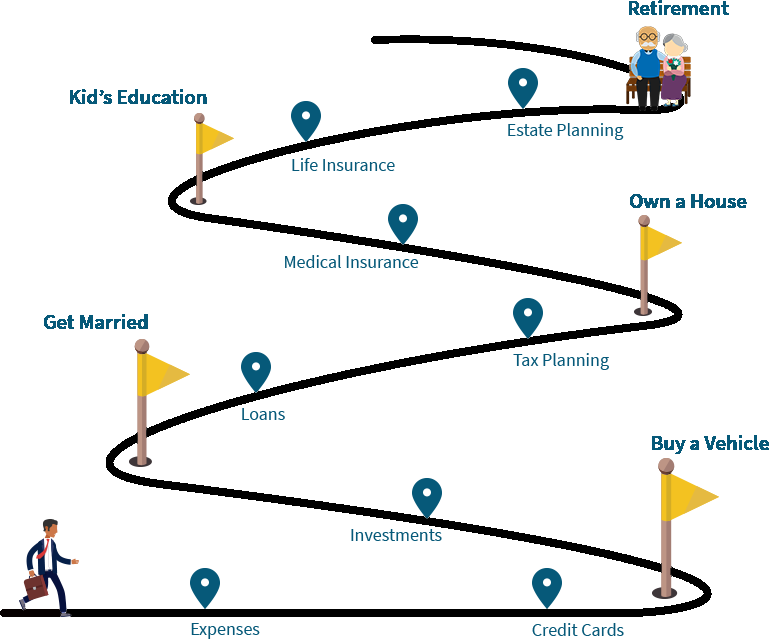 Retirement
Kid's Education
Estate Planning
Life Insurance
Own a House
Medical Insurance
Get Married
Tax Planning
Loans
Buy a Vehicle
Investments
Expenses
Credit Cards